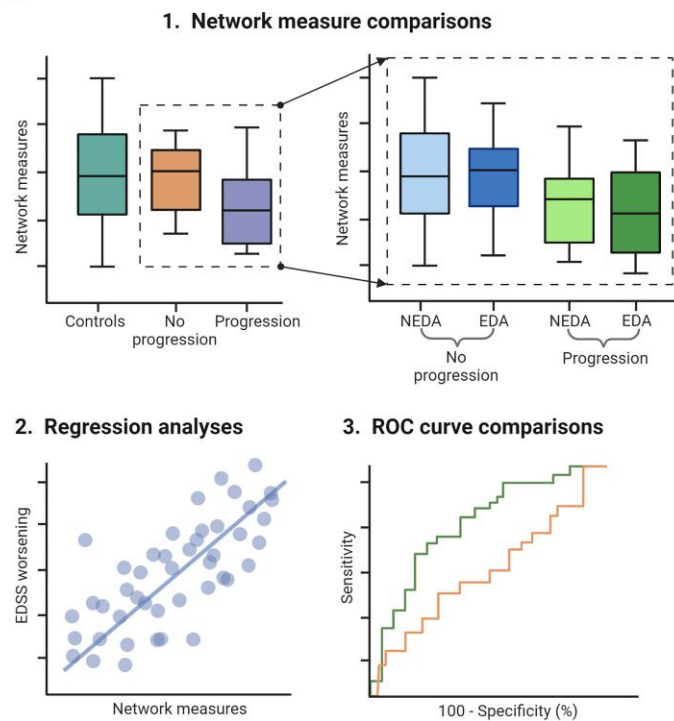 1. Network measure comparisons
Network measures
Controls
No
progression
Progression
Network measures
NEDA
EDA
NEDA
EDA
No
progression
Progression
2. Regression analyses
EDSS worsening
Network measures
3. ROC curve comparisons
Sensitivity
100 - Specificity (%)